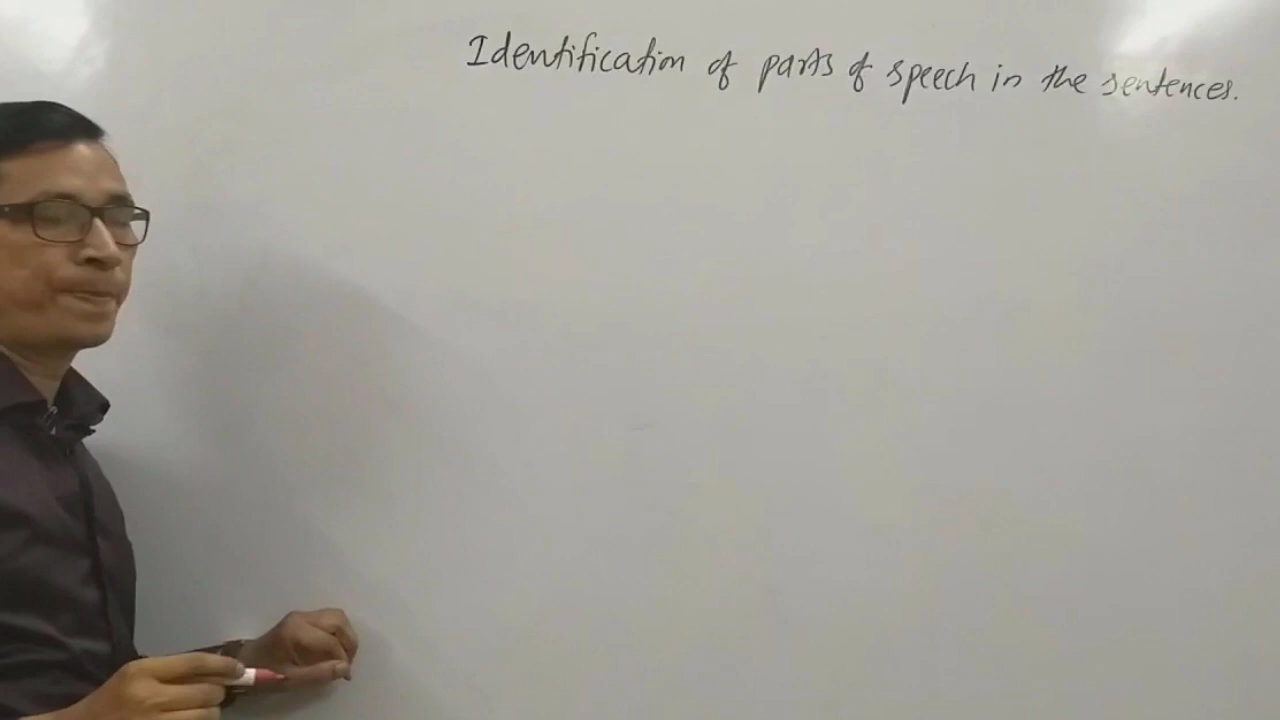 Identification of parts of speech in the sentences.